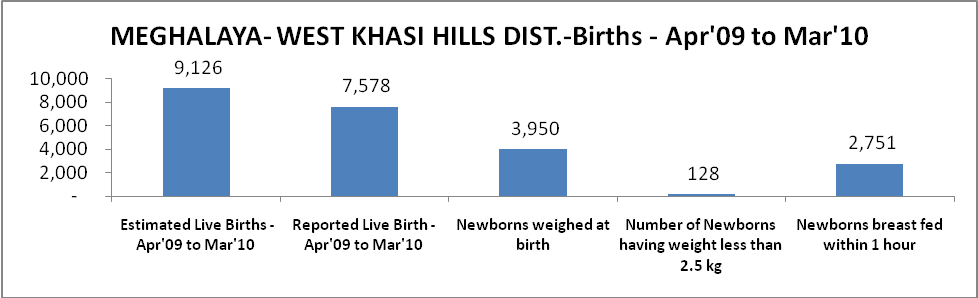 MEGHALAYA- WEST KHASI HILLS DIST.-Births - Apr'09 to Mar'10
10,000
8,000
6,000
4,000
2,000
-
9,126
7,578
3,950
128
2,751
Estimated Live Births -
Apr'09 to Mar'10
Reported Live Birth -
Apr'09 to Mar'10
Newborns weighed at
birth
Number of Newborns
having weight less than
2.5 kg
Newborns breast fed
within 1 hour